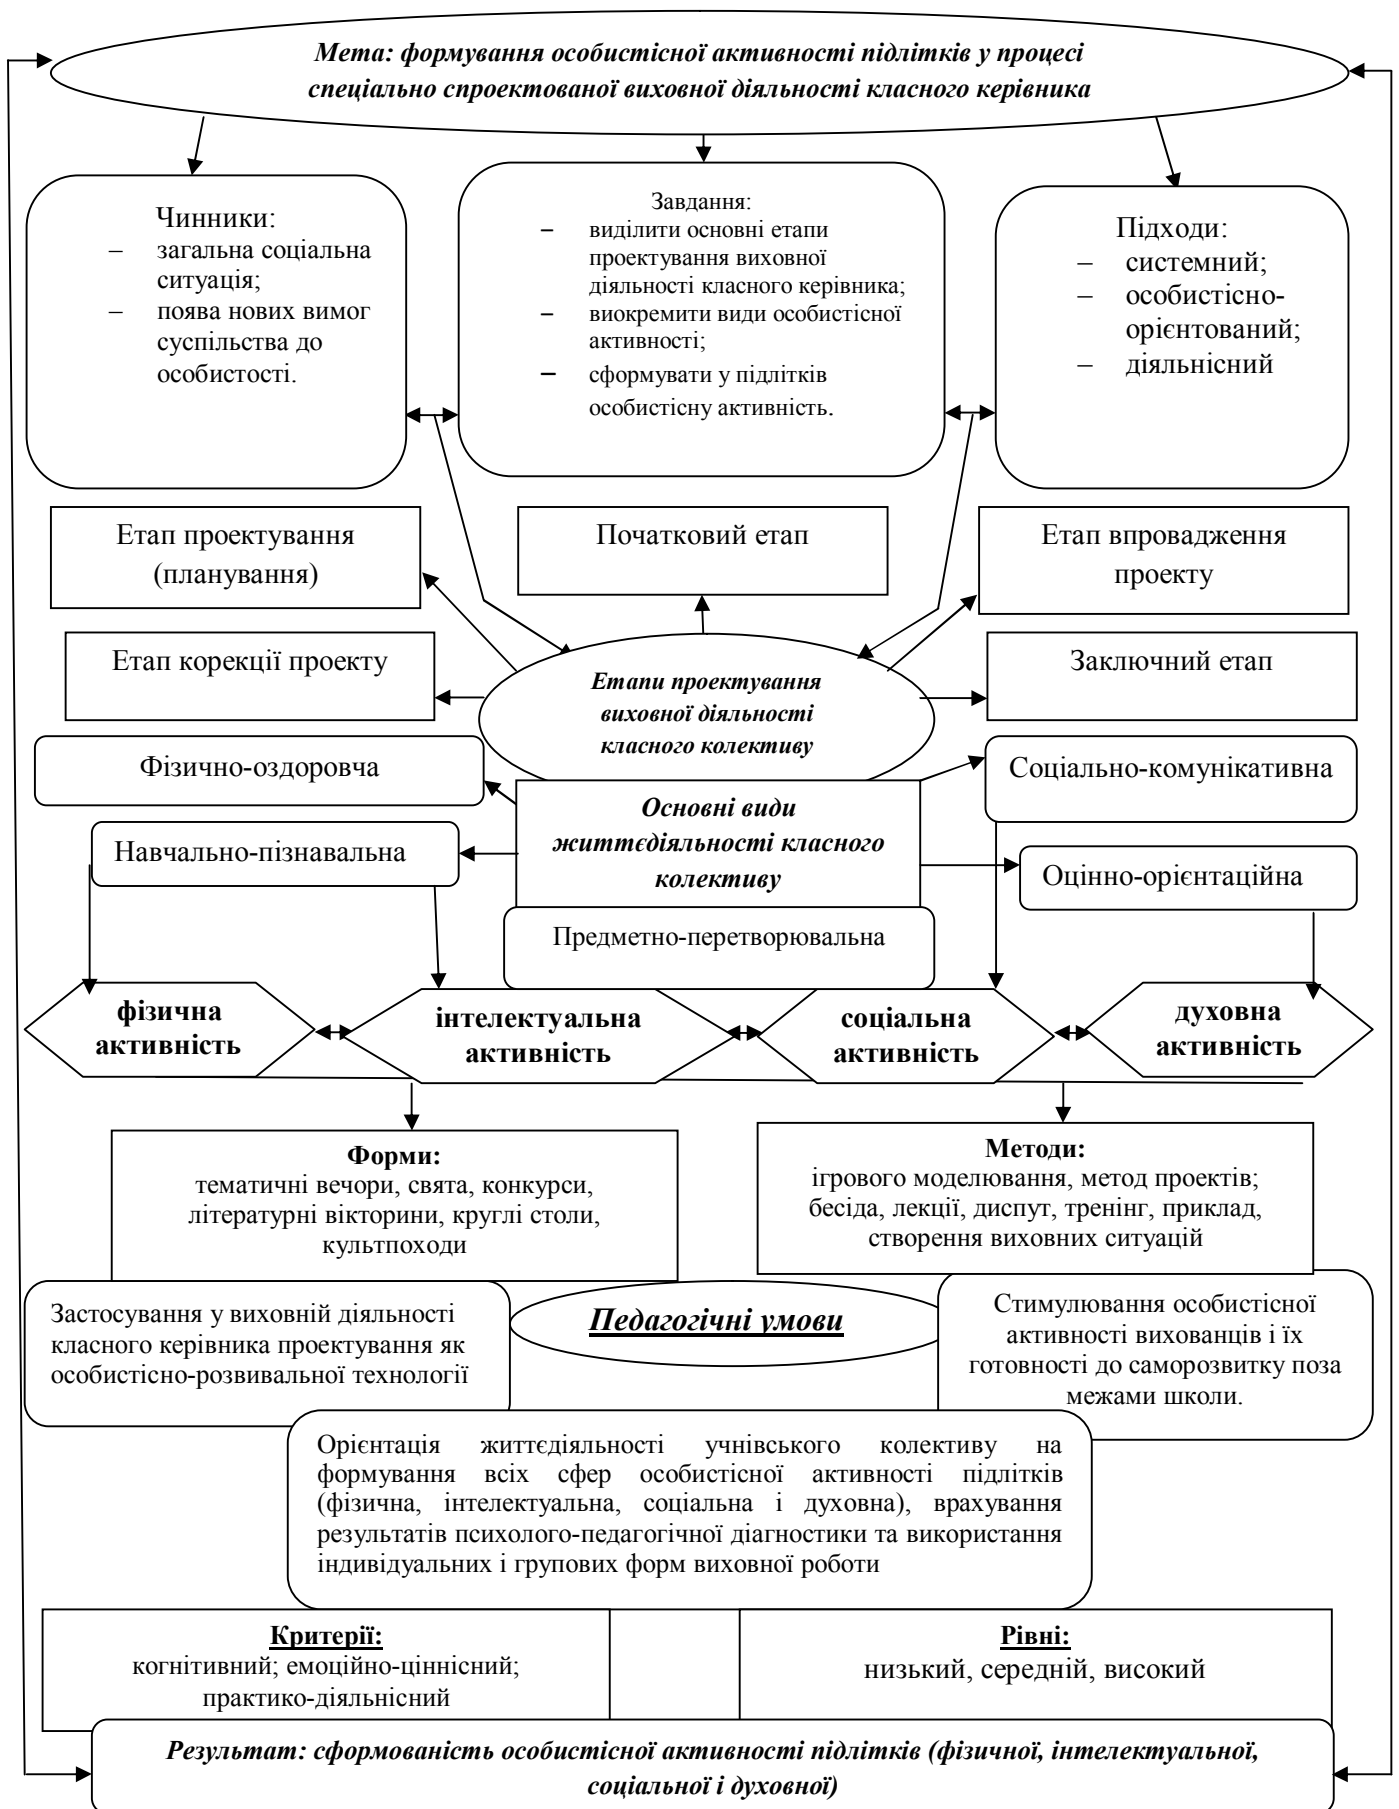 Мета: формування особистісної активності підлітків у процесі
спеціально спроектованої виховної діяльності класного керівника
Чинники:
– загальна соціальна
ситуація;
– поява нових вимог
суспільства до
особистості.
Завдання:
– виділити основні етапи
проектування виховної
діяльності класного керівника;
– виокремити види особистісної
активності;
– сформувати у підлітків
особистісну активність.
Підходи:
– системний;
– особистісно-
орієнтований;
– діяльнісний
Етап проектування
(планування)
Початковий етап
Етап впровадження
проекту
Етап корекції проекту
Етапи проектування
виховної діяльності
класного колективу
Заключний етап
Фізично-оздоровча
Соціально-комунікативна
Основні види
життєдіяльності класного
колективу
Навчально-пізнавальна
Оцінно-орієнтаційна
Предметно-перетворювальна
фізична
активність
інтелектуальна
активність
соціальна
активність
духовна
активність
Форми:
тематичні вечори, свята, конкурси,
літературні вікторини, круглі столи,
культпоходи
Методи:
ігрового моделювання, метод проектів;
бесіда, лекції, диспут, тренінг, приклад,
створення виховних ситуацій
Застосування у виховній діяльності
класного керівника проектування як
особистісно-розвивальної технології
Педагогічні умови
Стимулювання особистісної
активності вихованців і їх
готовності до саморозвитку поза
межами школи.
Орієнтація життєдіяльності учнівського колективу на
формування всіх сфер особистісної активності підлітків
(фізична, інтелектуальна, соціальна і духовна), врахування
результатів психолого-педагогічної діагностики та використання
індивідуальних і групових форм виховної роботи
Критерії:
когнітивний; емоційно-ціннісний;
практико-діяльнісний
Рівні:
низький, середній, високий
Результат: сформованість особистісної активності підлітків (фізичної, інтелектуальної,
соціальної і духовної)